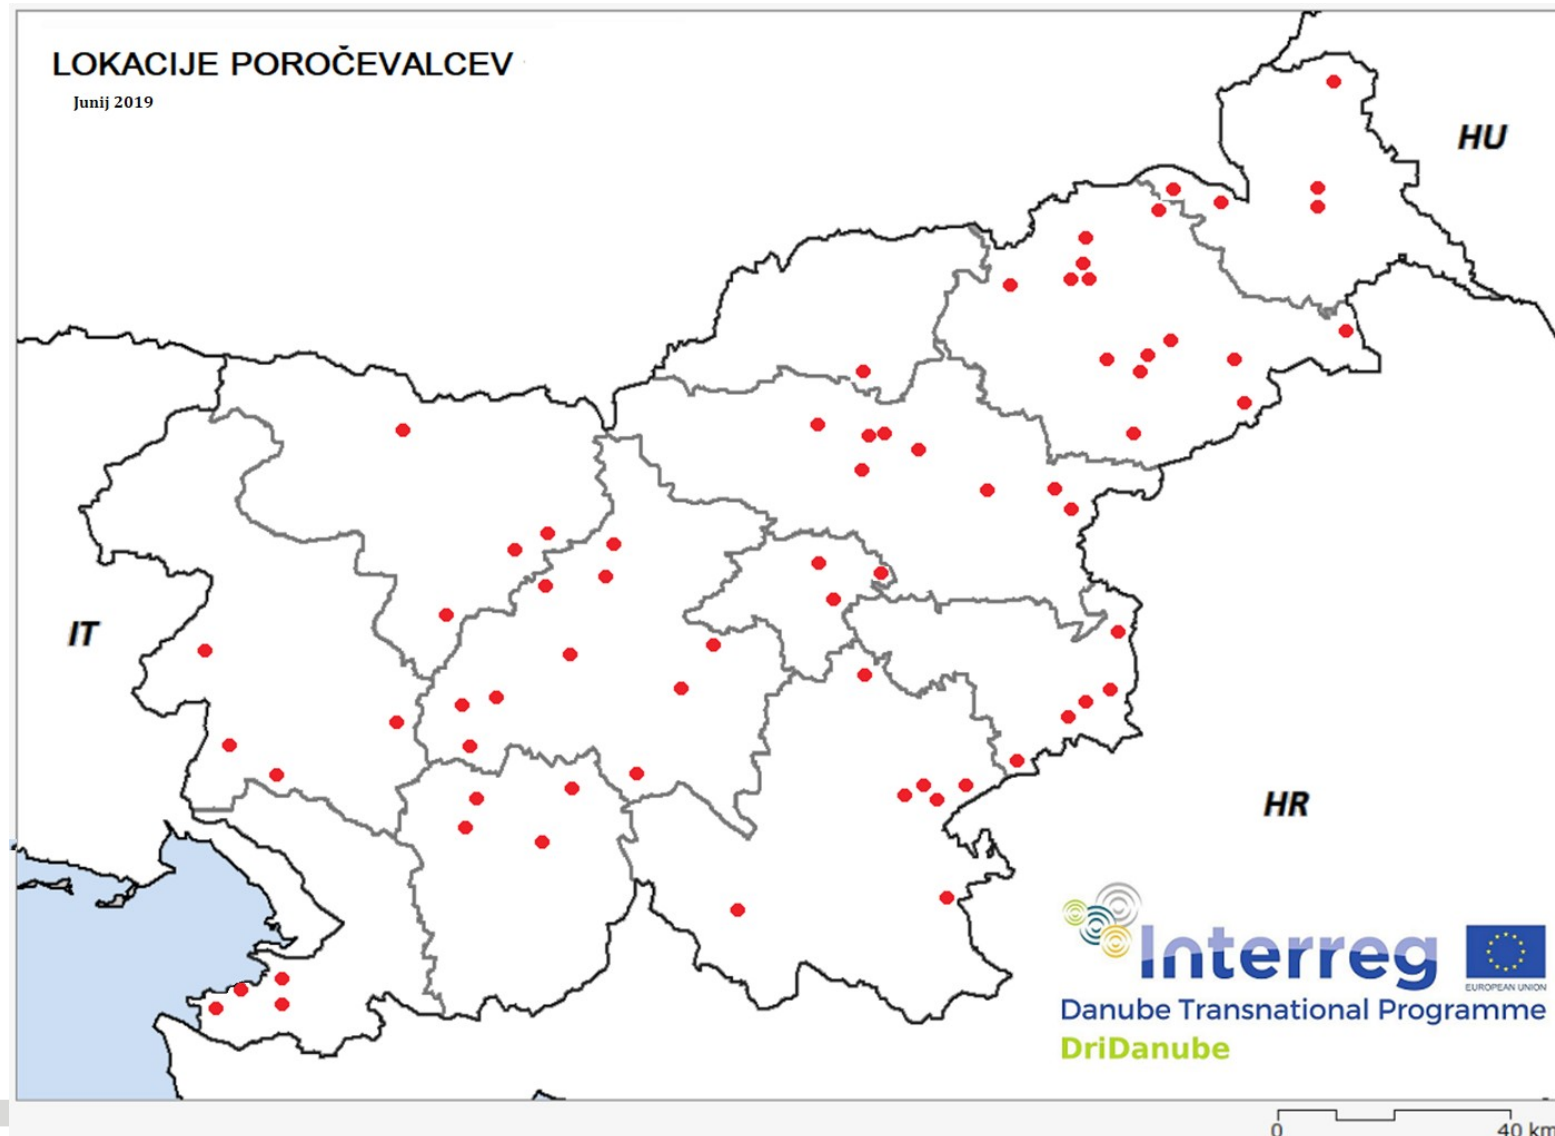 LOKACIJE POROČEVALCEV
Junij 2019
HU
IT
HR
Interreg
EUROPEAN UNION
Danube Transnational Programme
DriDanube
0 40 km